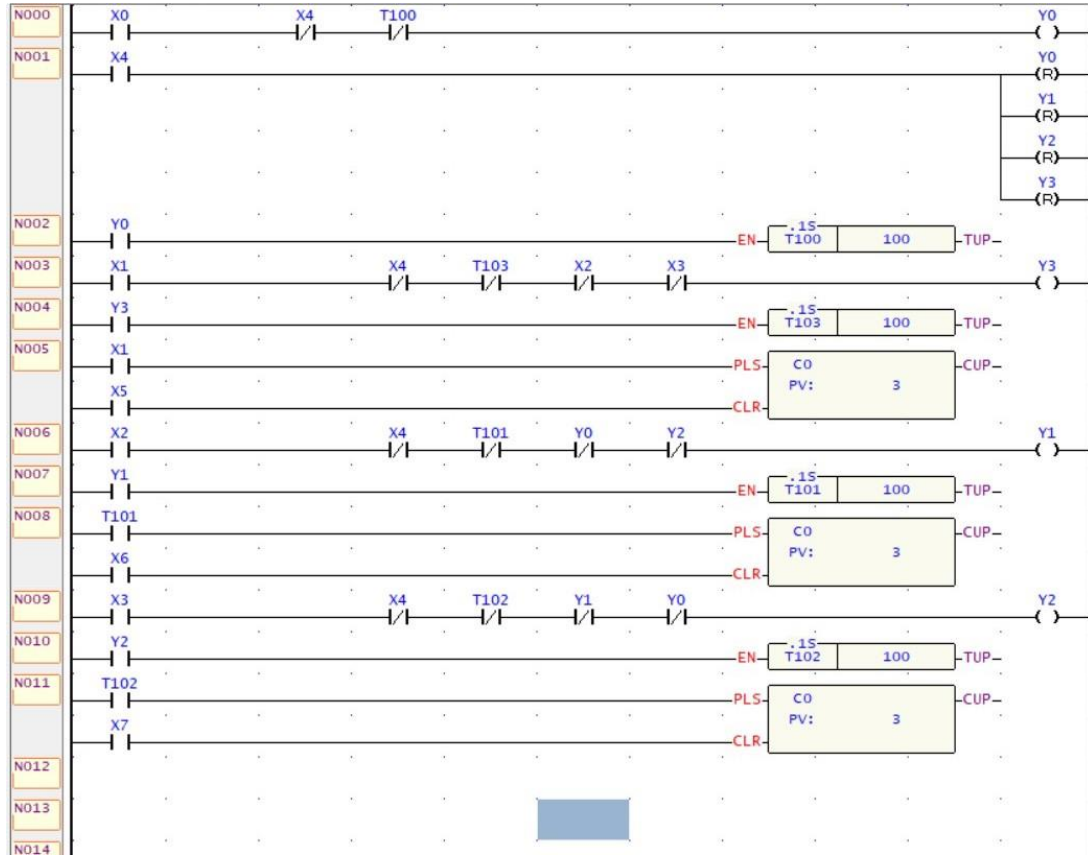 N000 X0 X4 T100 Y0
N001 X4 Y0
(R)
Y1
(R)
Y2
(R)
Y3
(R)
N002 Y0 .1S
EN T100 100 TUP
N003 X1 X4 T103 X2 X3 Y3
N004 Y3 .1S
EN T103 100 TUP
N005 X1 PLS C0 CUP
PV: 3
X5 CLR
N006 X2 X4 T101 Y0 Y2 Y1
N007 Y1 .1S
EN T101 100 TUP
N008 T101 PLS C0 CUP
PV: 3
X6 CLR
N009 X3 X4 T102 Y1 Y0 Y2
N010 Y2 .1S
EN T102 100 TUP
N011 T102 PLS C0 CUP
PV: 3
X7 CLR
N012
N013
N014